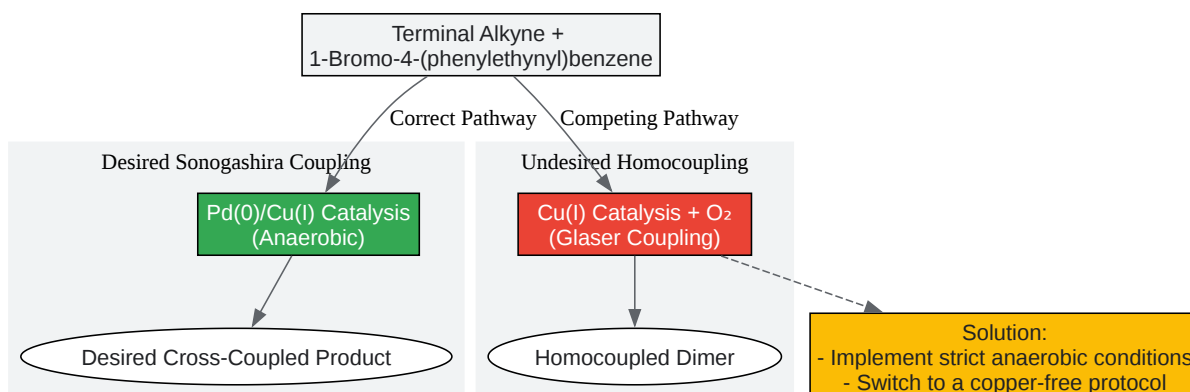 Terminal Alkyne +
1-Bromo-4-(phenylethynyl)benzene
Correct Pathway
Competing Pathway
Desired Sonogashira Coupling
Undesired Homocoupling
Pd(0)/Cu(I) Catalysis
(Anaerobic)
Cu(I) Catalysis + O₂
(Glaser Coupling)
Desired Cross-Coupled Product
Homocoupled Dimer
Solution:
- Implement strict anaerobic conditions
- Switch to a copper-free protocol